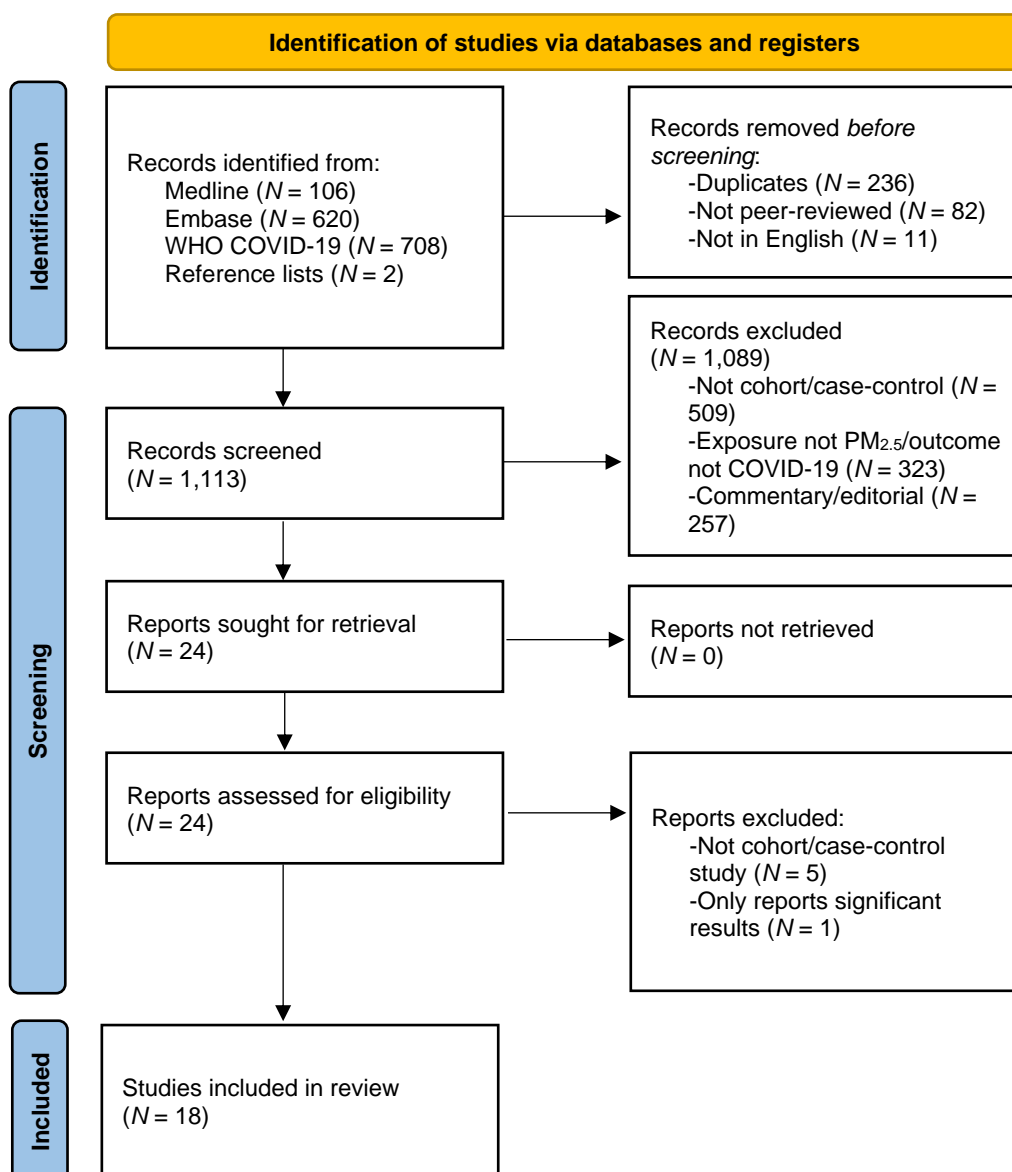 Identification of studies via databases and registers
Identification
Records identified from:
Medline (N = 106)
Embase (N = 620)
WHO COVID-19 (N = 708)
Reference lists (N = 2)
Records removed before
screening:
-Duplicates (N = 236)
-Not peer-reviewed (N = 82)
-Not in English (N = 11)
Screening
Records screened
(N = 1,113)
Records excluded
(N = 1,089)
-Not cohort/case-control (N =
509)
-Exposure not PM2.5/outcome
not COVID-19 (N = 323)
-Commentary/editorial (N =
257)
Reports sought for retrieval
(N = 24)
Reports not retrieved
(N = 0)
Reports assessed for eligibility
(N = 24)
Reports excluded:
-Not cohort/case-control
study (N = 5)
-Only reports significant
results (N = 1)
Included
Studies included in review
(N = 18)